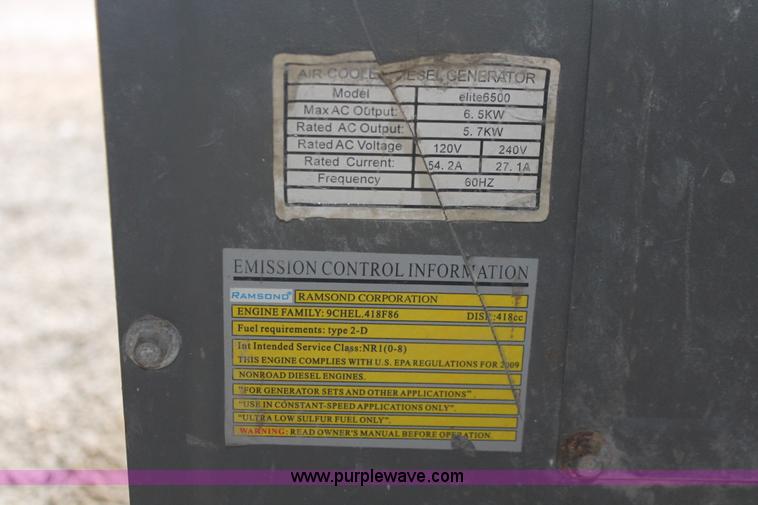 AIR COOLED DIESEL GENERATOR
Model elite6500
Max AC Output: 6.5KW
Rated AC Output: 5.7KW
Rated AC Voltage 120V 240V
Rated Current: 54.2A 27.1A
Frequency 60HZ
EMISSION CONTROL INFORMATION
RAMSOND® RAMSOND CORPORATION
ENGINE FAMILY: 9CHEL.418F86 DISP:418cc
Fuel requirements: type 2-D
Int Intended Service Class:NR1(0-8)
THIS ENGINE COMPLIES WITH U.S. EPA REGULATIONS FOR 2009
NONROAD DIESEL ENGINES.
"FOR GENERATOR SETS AND OTHER APPLICATIONS".
"USE IN CONSTANT-SPEED APPLICATIONS ONLY".
"ULTRA LOW SULFUR FUEL ONLY".
WARNING: READ OWNER'S MANUAL BEFORE OPERATION.
www.purplewave.com